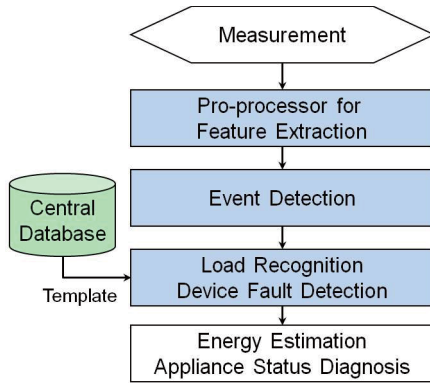 Measurement
Pro-processor for
Feature Extraction
Event Detection
Central
Database
Template
Load Recognition
Device Fault Detection
Energy Estimation
Appliance Status Diagnosis